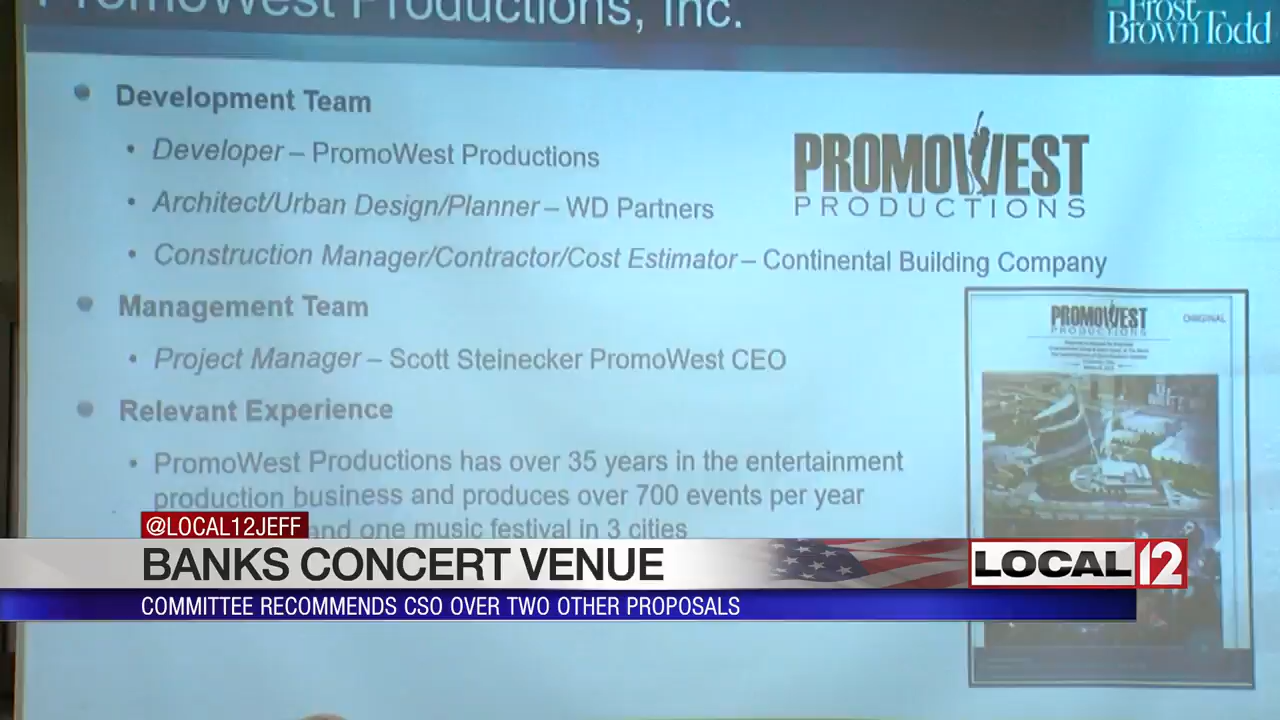 PromoWest Productions, Inc.
Frost
Brown Todd
Development Team
Developer – PromoWest Productions
Architect/Urban Design/Planner – WD Partners
Construction Manager/Contractor/Cost Estimator – Continental Building Company
PROMOWEST
PRODUCTIONS
Management Team
Project Manager – Scott Steinecker PromoWest CEO
Relevant Experience
PromoWest Productions has over 35 years in the entertainment
production business and produces over 700 events per year
and one music festival in 3 cities
PROMOWEST
PRODUCTIONS
ORIGINAL
@LOCAL12JEFF
BANKS CONCERT VENUE
LOCAL 12
COMMITTEE RECOMMENDS CSO OVER TWO OTHER PROPOSALS